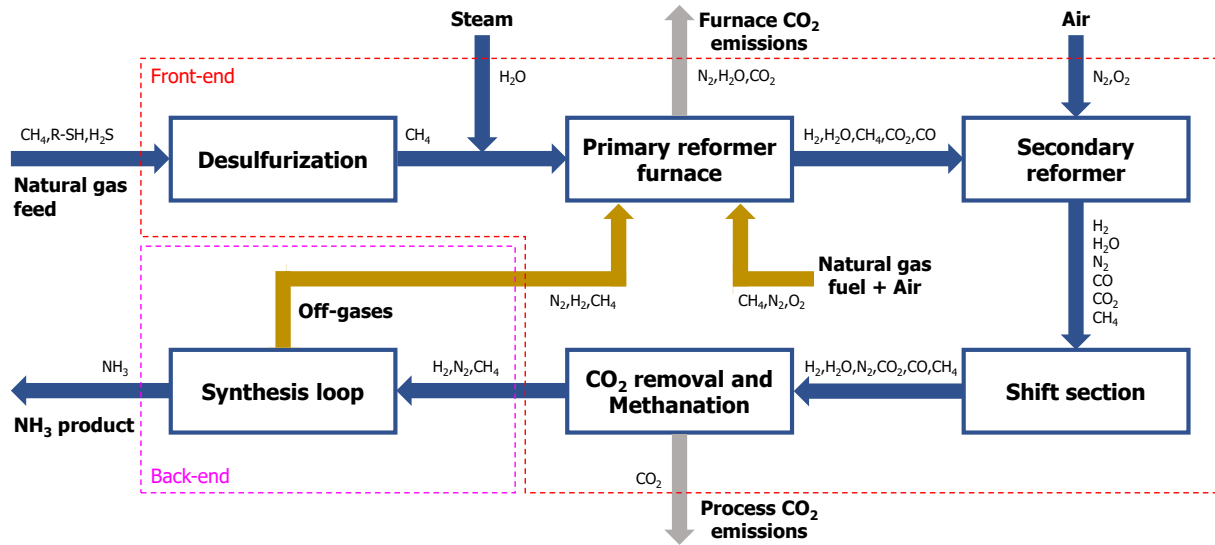 Steam
Furnace CO₂
emissions
Air
Front-end
H₂O
N₂,H₂O,CO₂
N₂,O₂
CH₄,R-SH,H₂S
Natural gas
feed
Desulfurization
CH₄
Primary reformer
furnace
H₂,H₂O,CH₄,CO₂,CO
Secondary
reformer
H₂
H₂O
N₂
CO
CO₂
CH₄
Off-gases
N₂,H₂,CH₄
Natural gas
fuel + Air
CH₄,N₂,O₂
NH₃
NH₃ product
Synthesis loop
H₂,N₂,CH₄
CO₂ removal and
Methanation
H₂,H₂O,N₂,CO₂,CO,CH₄
Shift section
Back-end
CO₂
Process CO₂
emissions